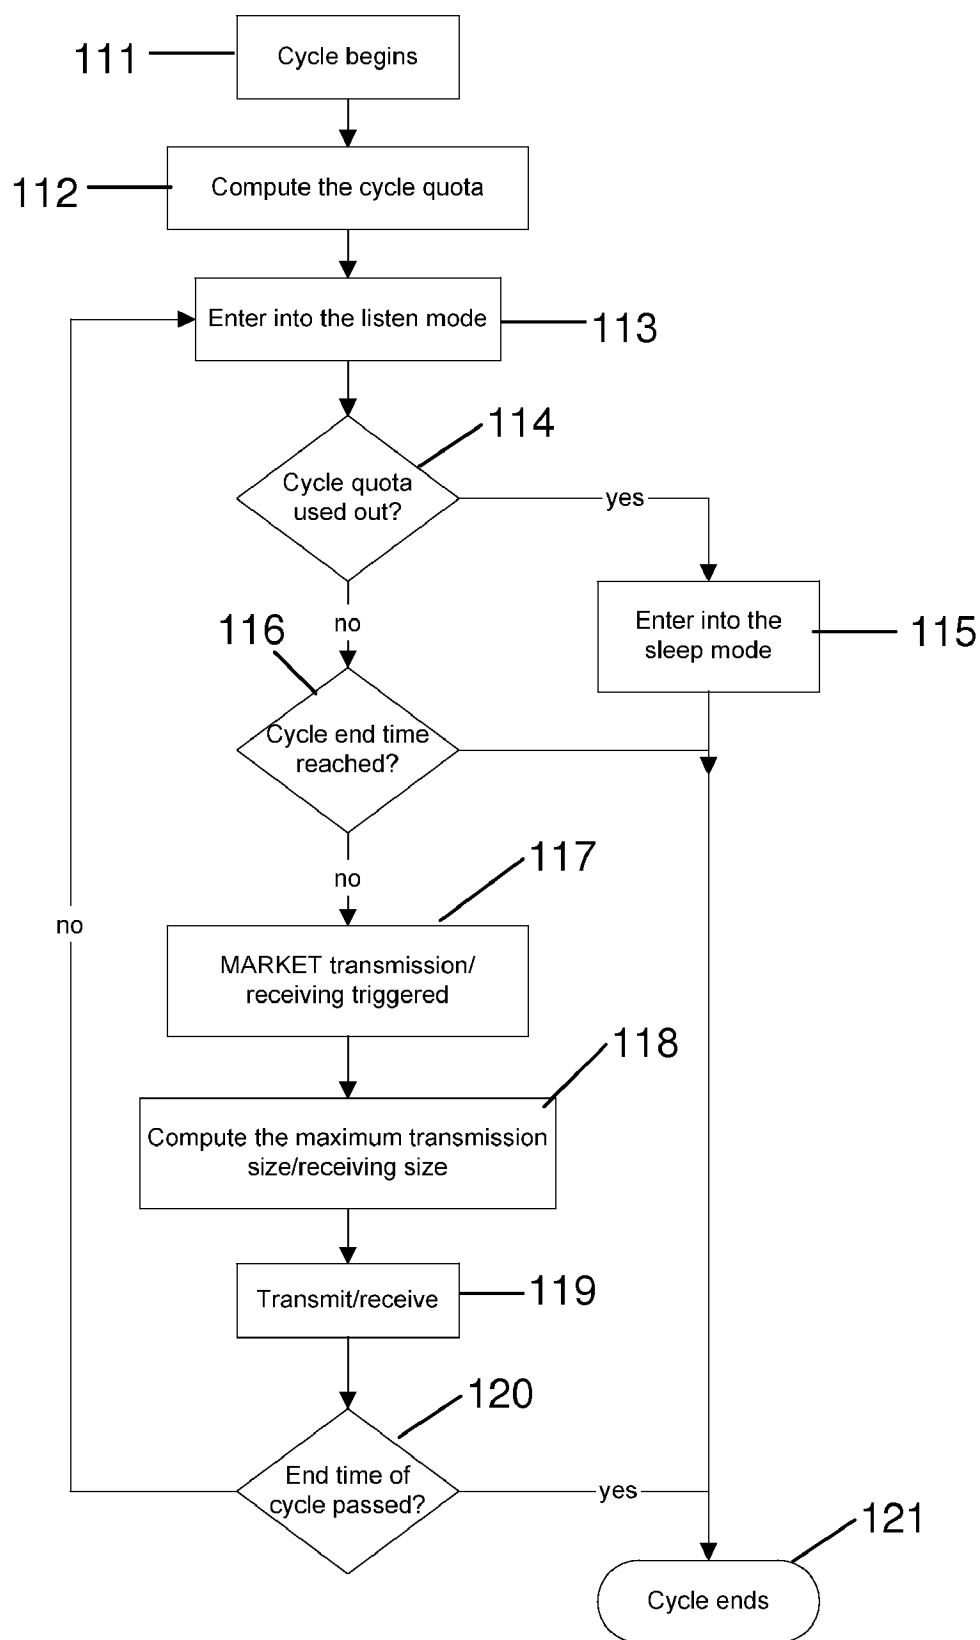 111
Cycle begins
112
Compute the cycle quota
Enter into the listen mode
113
114
Cycle quota
used out?
yes
116
no
Enter into the
sleep mode
115
Cycle end time
reached?
117
no
no
MARKET transmission/
receiving triggered
118
Compute the maximum transmission
size/receiving size
Transmit/receive
119
120
End time of
cycle passed?
yes
121
Cycle ends